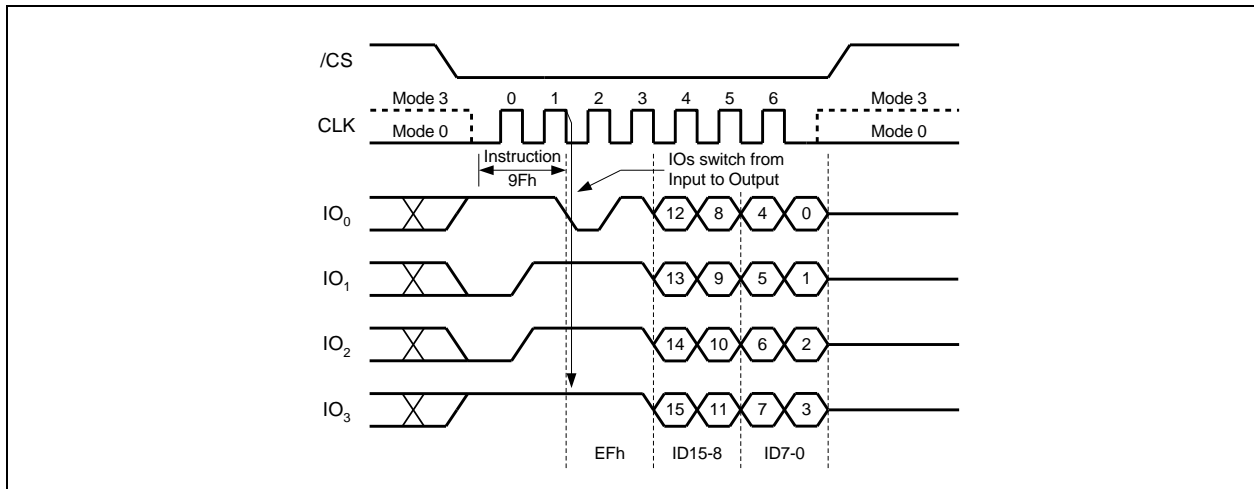 /CS
Mode 3 0 1 2 3 4 5 6 Mode 3
CLK Mode 0 Mode 0
Instruction IOs switch from
9Fh Input to Output
IO0 12 8 4 0
IO1 13 9 5 1
IO2 14 10 6 2
IO3 15 11 7 3
EFh ID15-8 ID7-0